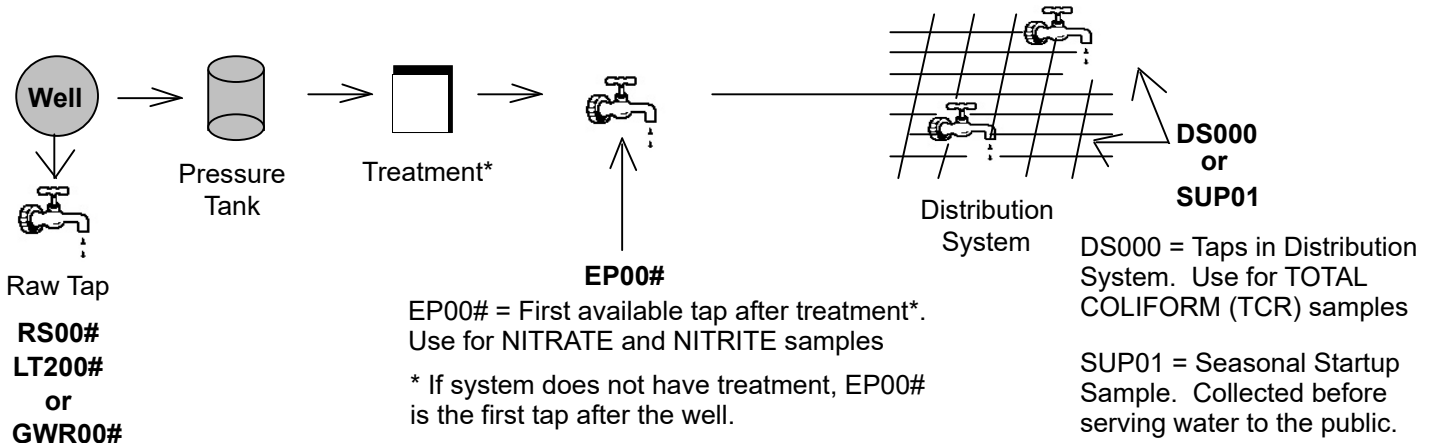 Well
Raw Tap
RS00#
LT200#
or
GWR00#
Pressure
Tank
Treatment*
EP00#
EP00# = First available tap after treatment*.
Use for NITRATE and NITRITE samples
* If system does not have treatment, EP00#
is the first tap after the well.
Distribution
System
DS000
or
SUP01
DS000 = Taps in Distribution
System. Use for TOTAL
COLIFORM (TCR) samples
SUP01 = Seasonal Startup
Sample. Collected before
serving water to the public.